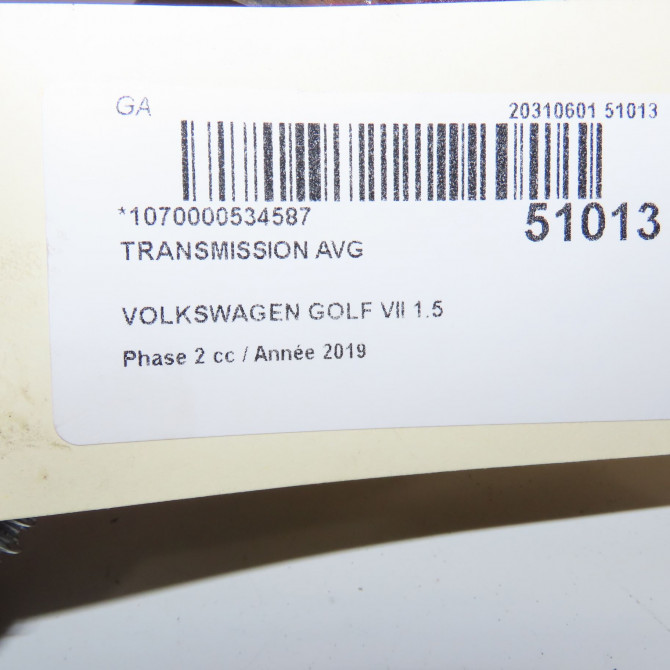 GA
20310601 51013
*1070000534587
51013
TRANSMISSION AVG
VOLKSWAGEN GOLF VII 1.5
Phase 2 cc / Année 2019